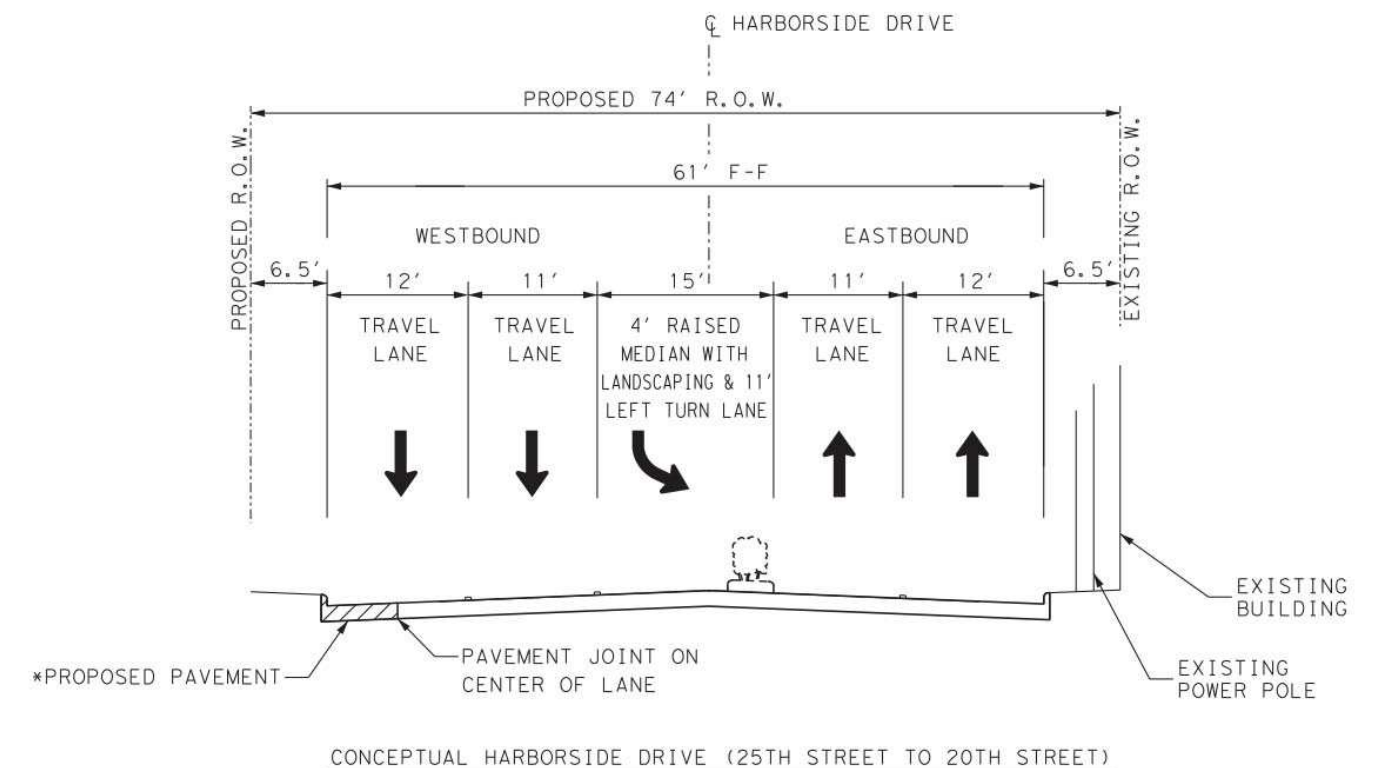 ℄ HARBORSIDE DRIVE
PROPOSED 74' R.O.W.
PROPOSED R.O.W.
EXISTING R.O.W.
61' F-F
WESTBOUND
EASTBOUND
6.5'
12'
11'
15'
11'
12'
6.5'
TRAVEL
LANE
TRAVEL
LANE
4' RAISED
MEDIAN WITH
LANDSCAPING & 11'
LEFT TURN LANE
TRAVEL
LANE
TRAVEL
LANE
EXISTING
BUILDING
*PROPOSED PAVEMENT
PAVEMENT JOINT ON
CENTER OF LANE
EXISTING
POWER POLE
CONCEPTUAL HARBORSIDE DRIVE (25TH STREET TO 20TH STREET)